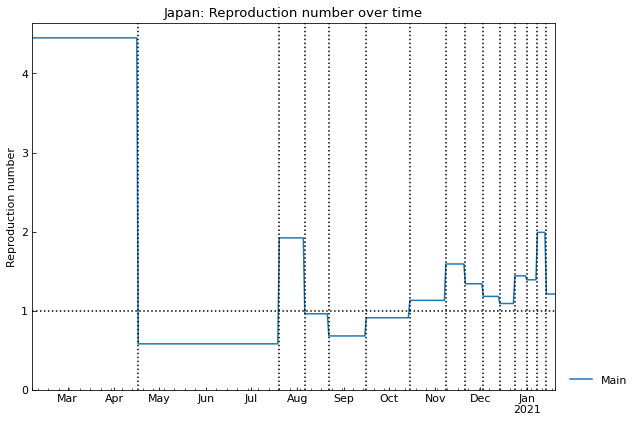 Japan: Reproduction number over time
Reproduction number
4
3
2
1
0
Mar Apr May Jun Jul Aug Sep Oct Nov Dec Jan
2021
Main